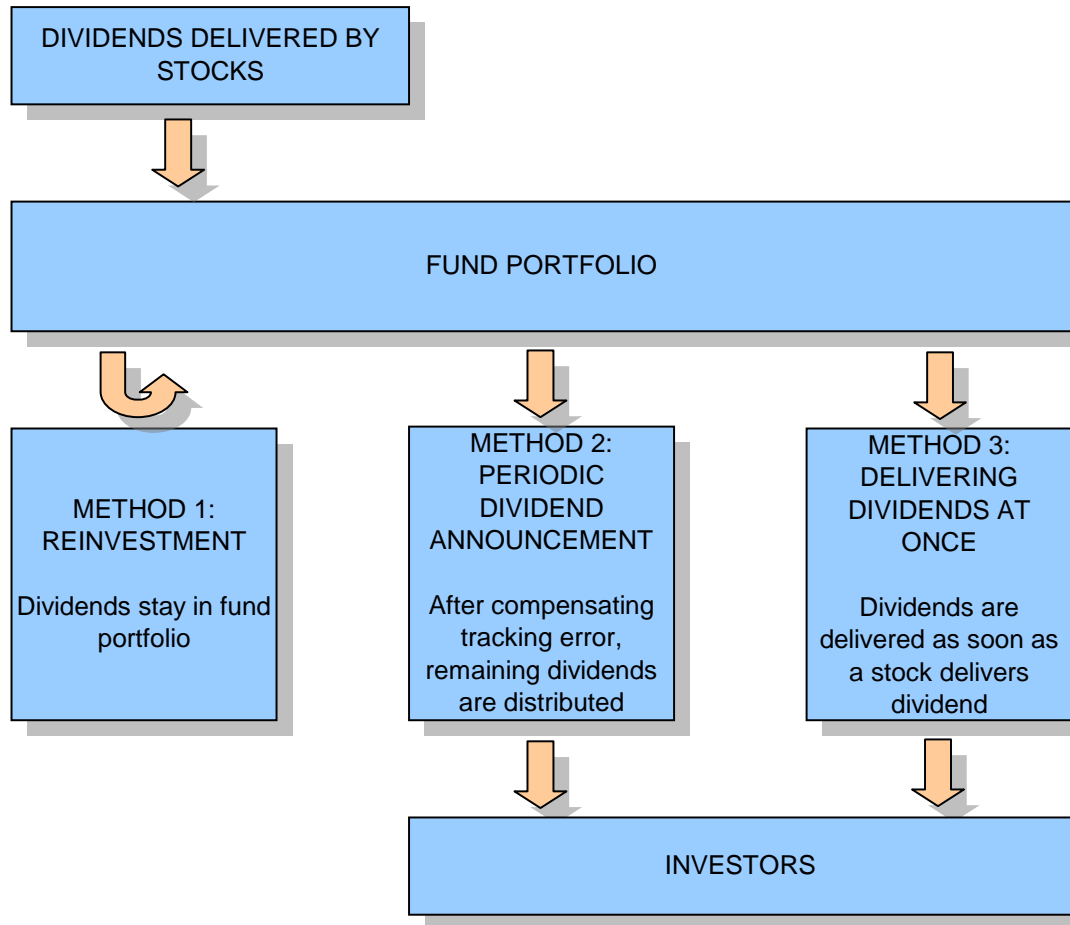 DIVIDENDS DELIVERED BY
STOCKS
FUND PORTFOLIO
METHOD 1:
REINVESTMENT
Dividends stay in fund
portfolio
METHOD 2:
PERIODIC
DIVIDEND
ANNOUNCEMENT
After compensating
tracking error,
remaining dividends
are distributed
METHOD 3:
DELIVERING
DIVIDENDS AT
ONCE
Dividends are
delivered as soon as
a stock delivers
dividend
INVESTORS